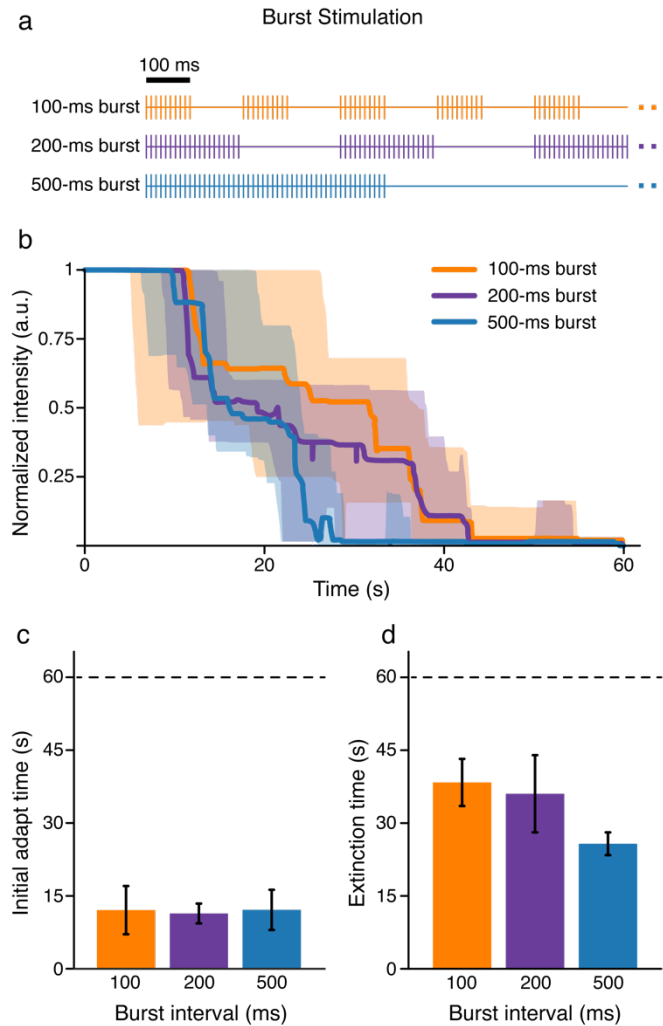 a
Burst Stimulation
100 ms
100-ms burst
200-ms burst
500-ms burst
b
Normalized intensity (a.u.)
1
0.75
0.5
0.25
0
20
40
60
Time (s)
100-ms burst
200-ms burst
500-ms burst
c
Initial adapt time (s)
60
45
30
15
0
100
200
500
Burst interval (ms)
d
Extinction time (s)
60
45
30
15
0
100
200
500
Burst interval (ms)